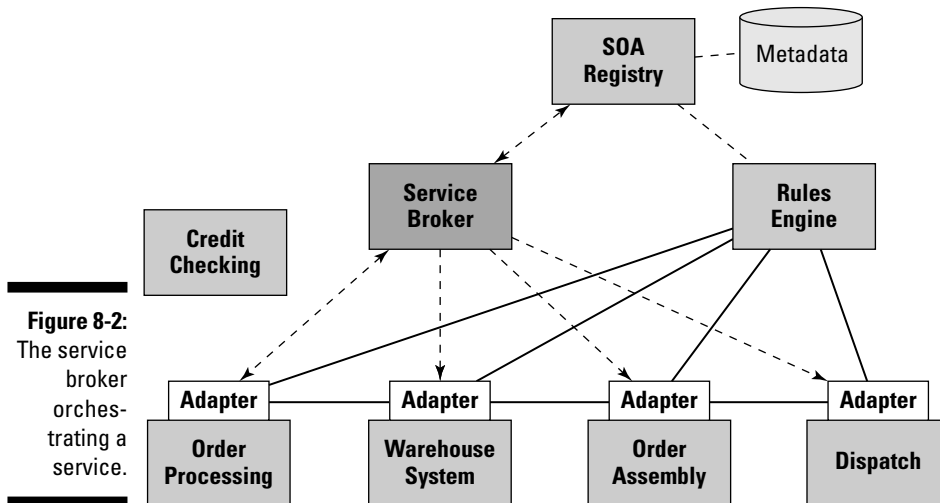 SOA
Registry
Metadata
Service
Broker
Rules
Engine
Credit
Checking
Figure 8-2:
The service
broker
orches-
trating a
service.
Adapter
Adapter
Adapter
Adapter
Order
Processing
Warehouse
System
Order
Assembly
Dispatch